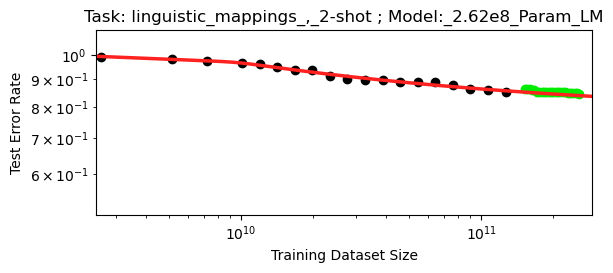 Task: linguistic_mappings_,_2-shot ; Model:_2.62e8_Param_LM
10⁰
9 × 10⁻¹
8 × 10⁻¹
7 × 10⁻¹
6 × 10⁻¹
Test Error Rate
10¹⁰
10¹¹
Training Dataset Size